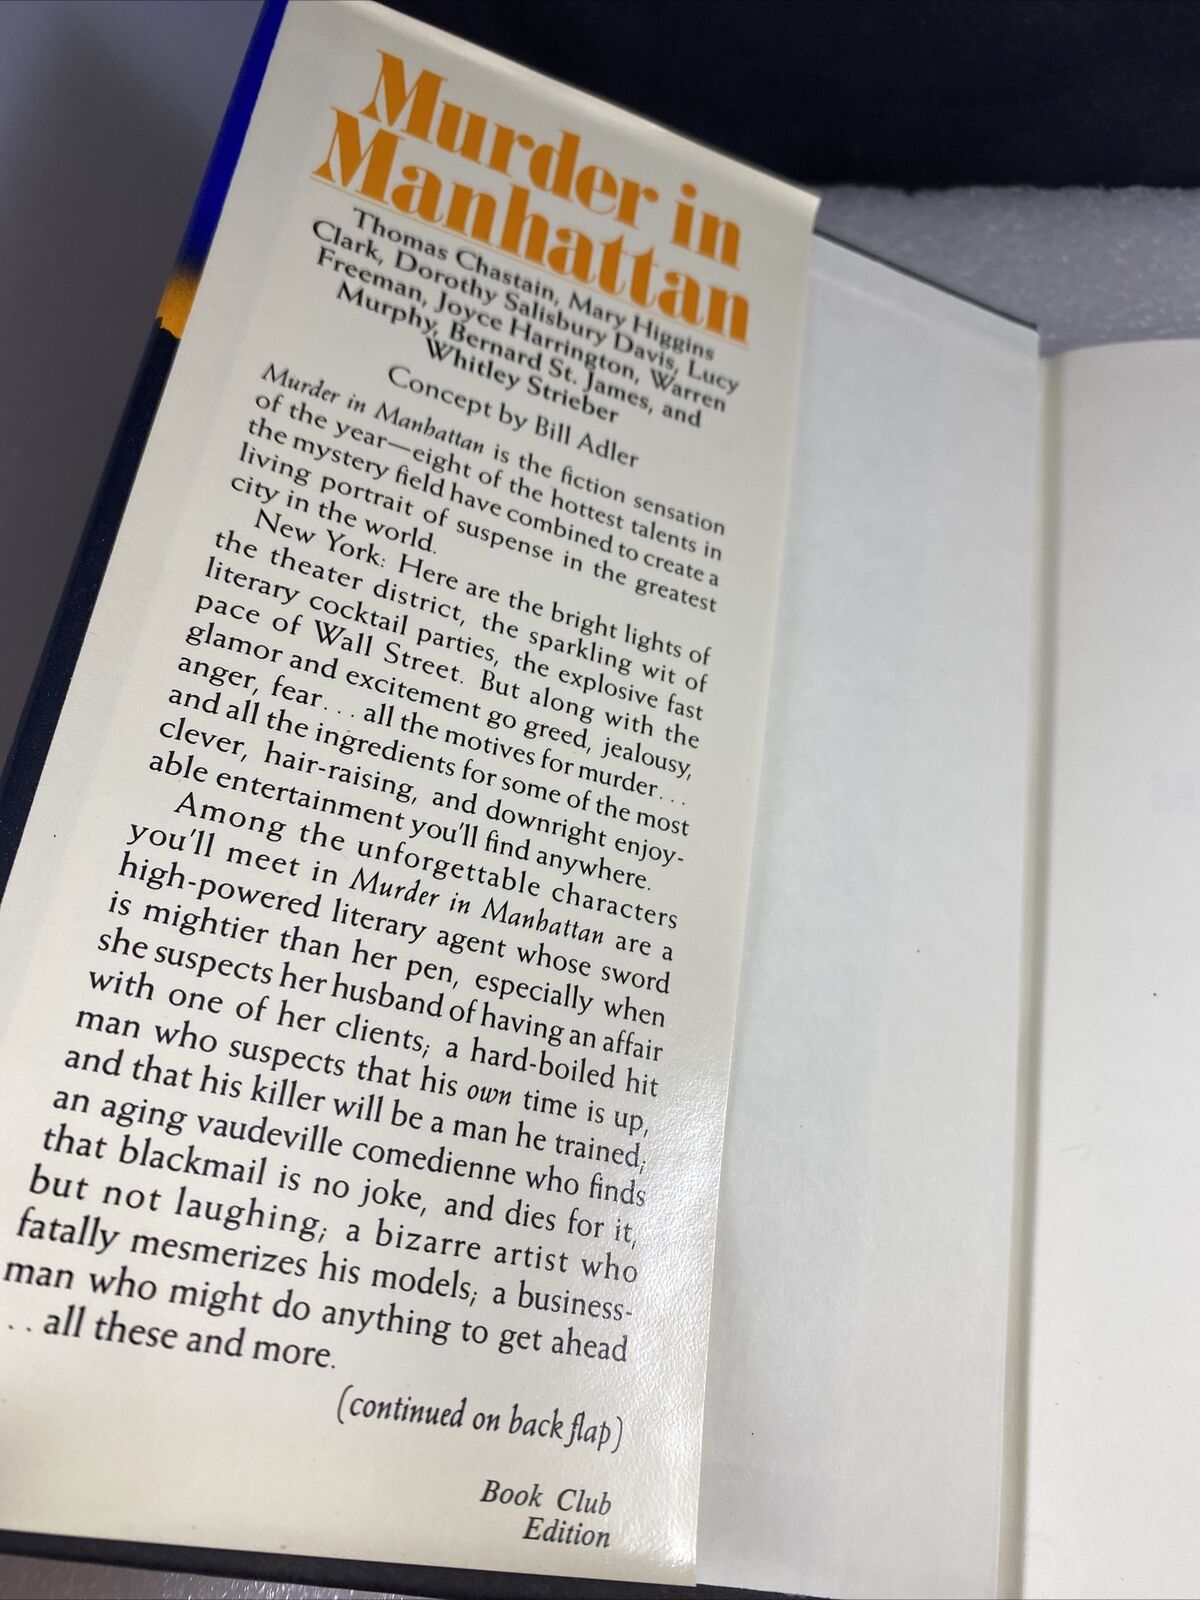 Murder in
Manhattan
Thomas Chastain, Mary Higgins
Clark, Dorothy Salisbury Davis, Lucy
Freeman, Joyce Harrington, Warren
Murphy, Bernard St. James, and
Whitley Strieber
Concept by Bill Adler
Murder in Manhattan is the fiction sensation
of the year—eight of the hottest talents in
the mystery field have combined to create a
living portrait of suspense in the greatest
city in the world.
New York: Here are the bright lights of
the theater district, the sparkling wit of
literary cocktail parties, the explosive fast
pace of Wall Street. But along with the
glamor and excitement go greed, jealousy,
anger, fear. . . all the motives for murder. . .
and all the ingredients for some of the most
clever, hair-raising, and downright enjoy-
able entertainment you'll find anywhere.
Among the unforgettable characters
you'll meet in Murder in Manhattan are a
high-powered literary agent whose sword
is mightier than her pen, especially when
she suspects her husband of having an affair
with one of her clients; a hard-boiled hit
man who suspects that his own time is up,
and that his killer will be a man he trained;
an aging vaudeville comedienne who finds
that blackmail is no joke, and dies for it,
but not laughing; a bizarre artist who
fatally mesmerizes his models; a business-
man who might do anything to get ahead
. . all these and more.
(continued on back flap)
Book Club
Edition